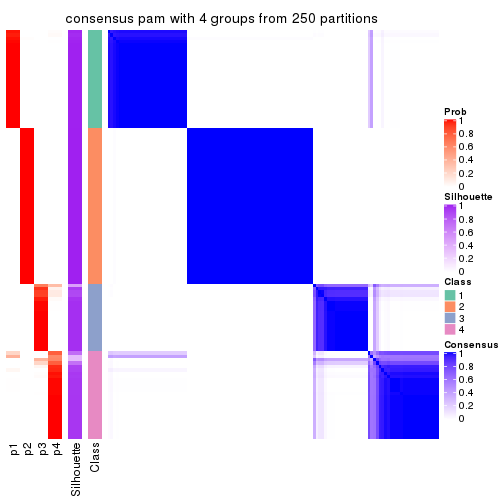 consensus pam with 4 groups from 250 partitions
Prob
1
0.8
0.6
0.4
0.2
0
Silhouette
1
0.8
0.6
0.4
0.2
0
Class
1
2
3
4
Consensus
1
0.8
0.6
0.4
0.2
0
p1
p2
p3
p4
Silhouette
Class